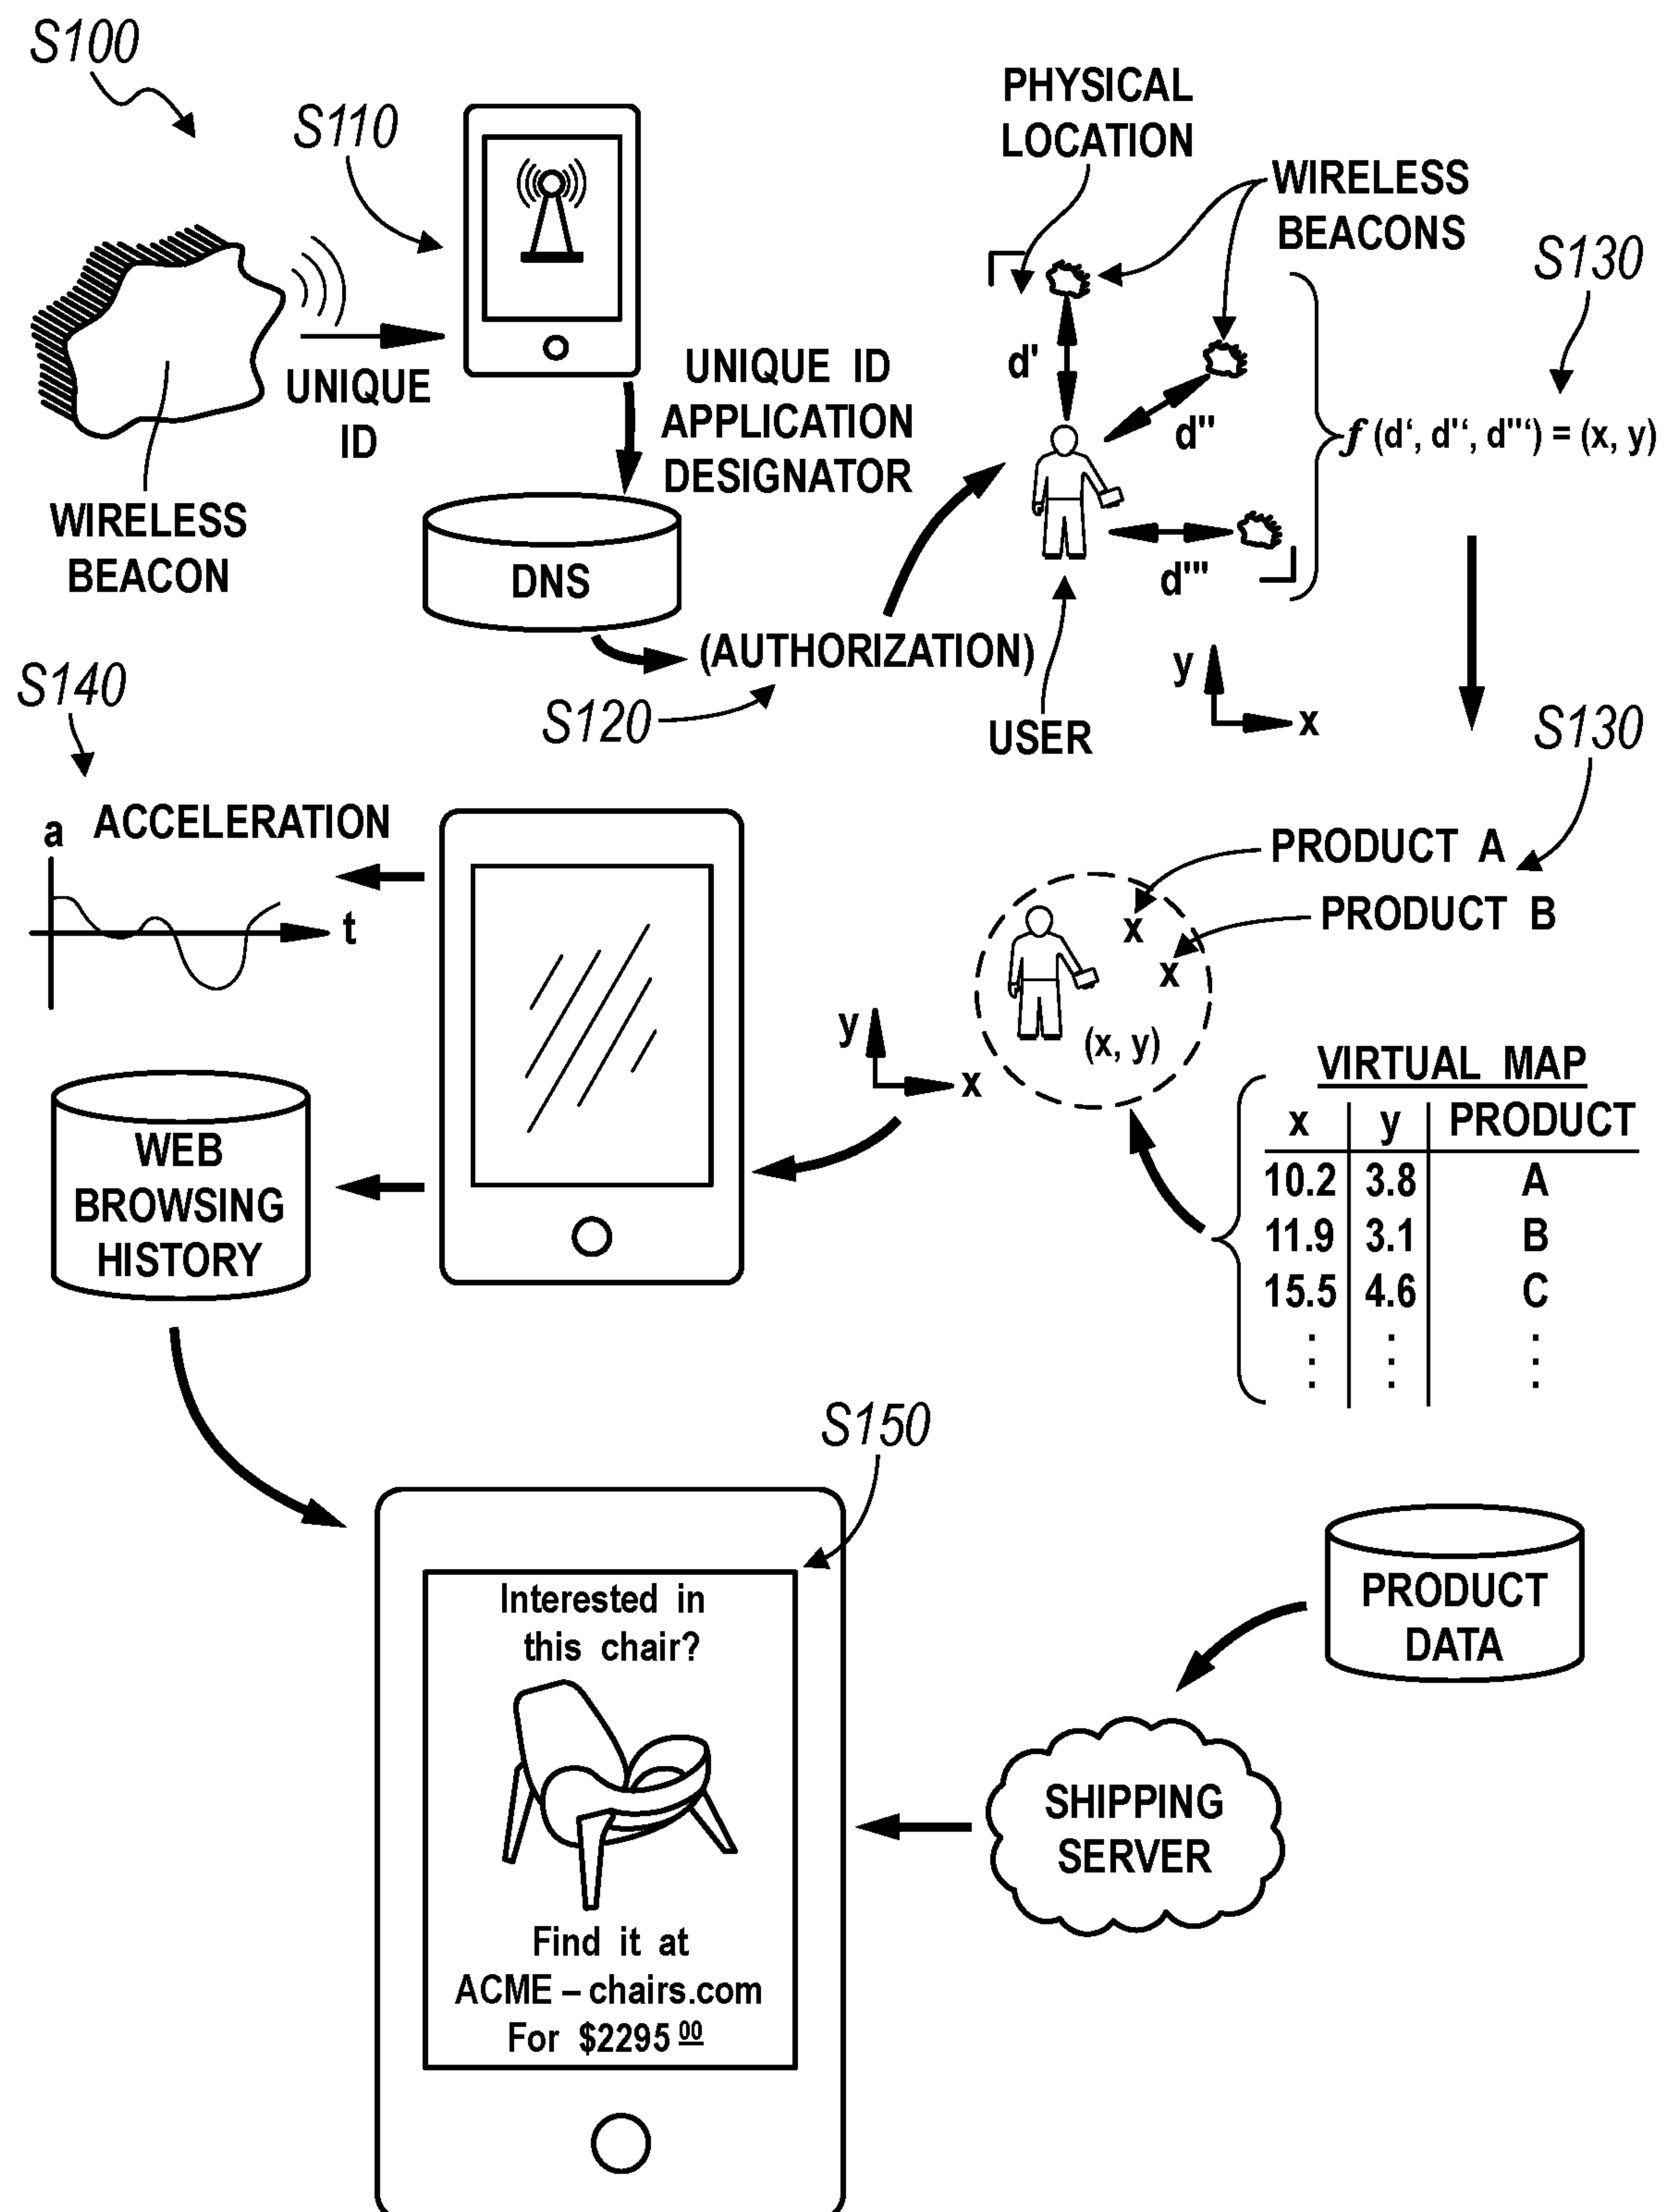 S100
S110
UNIQUE
ID
WIRELESS
BEACON
UNIQUE ID
APPLICATION
DESIGNATOR
DNS
(AUTHORIZATION)
S120
PHYSICAL
LOCATION
WIRELESS
BEACONS
S130
d'
d''
d'''
f (d‘, d'‘, d''‘) = (x, y)
USER
y
x
S130
PRODUCT A
PRODUCT B
x
x
(x, y)
y
x
VIRTUAL MAP
x y PRODUCT
10.2 3.8 A
11.9 3.1 B
15.5 4.6 C
S140
a ACCELERATION
t
WEB
BROWSING
HISTORY
S150
Interested in
this chair?
Find it at
ACME – chairs.com
For $2295 00
PRODUCT
DATA
SHIPPING
SERVER